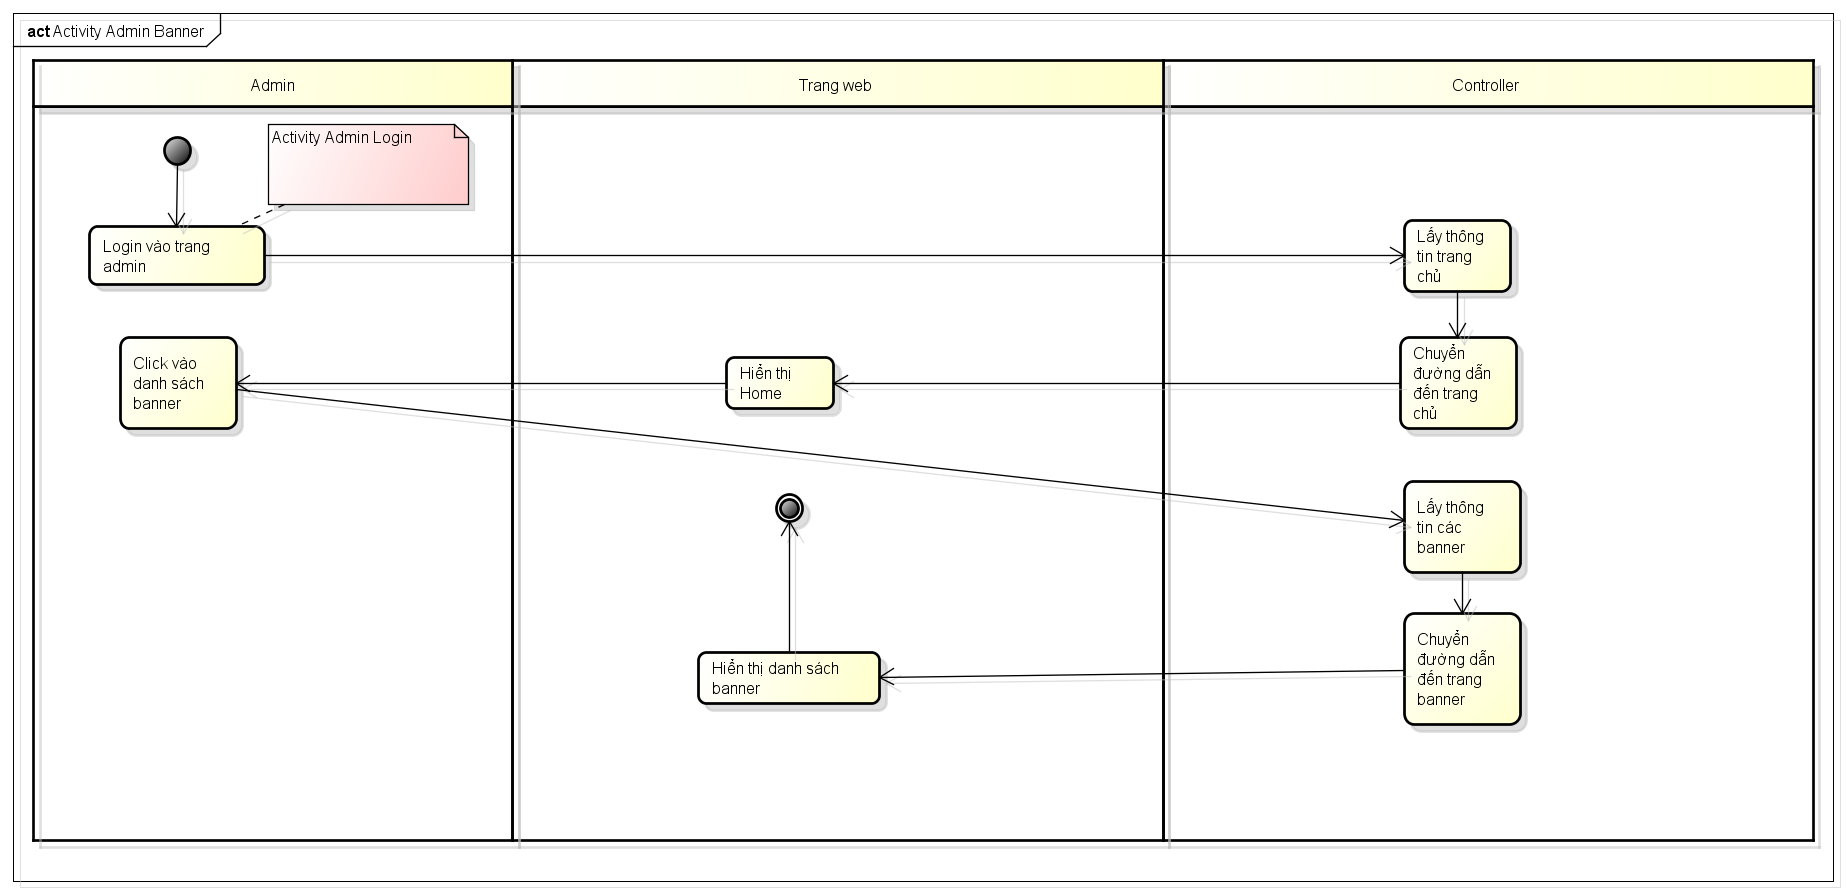 act Activity Admin Banner
Admin
Trang web
Controller
Activity Admin Login
Login vào trang
admin
Lấy thông
tin trang
chủ
Click vào
danh sách
banner
Hiển thị
Home
Chuyển
đường dẫn
đến trang
chủ
Lấy thông
tin các
banner
Hiển thị danh sách
banner
Chuyển
đường dẫn
đến trang
banner